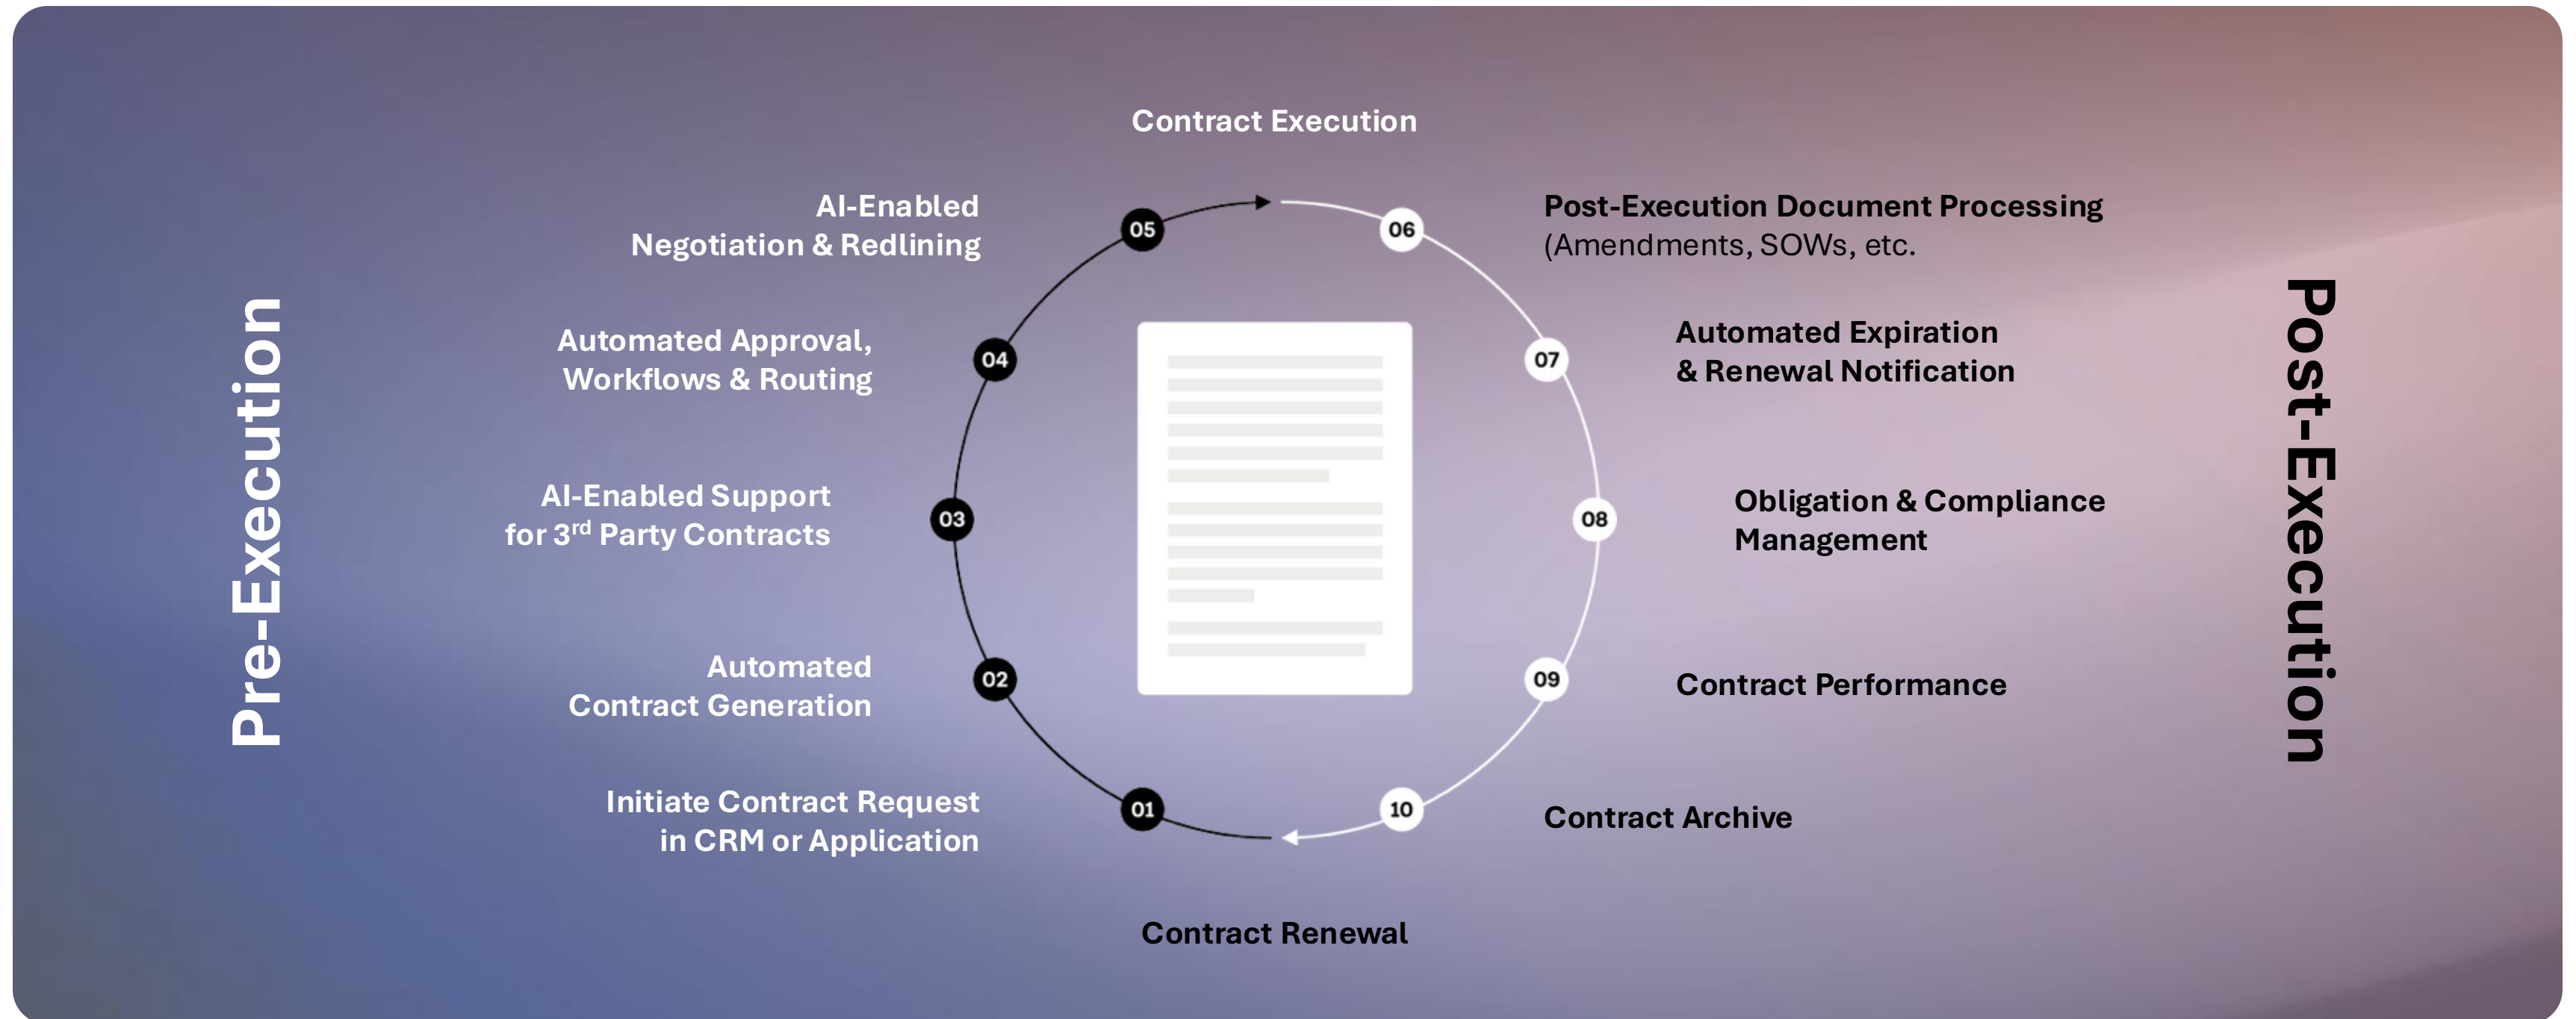 Contract Execution
Pre-Execution
AI-Enabled
Negotiation & Redlining
05
Automated Approval,
Workflows & Routing
04
AI-Enabled Support
for 3rd Party Contracts
03
Automated
Contract Generation
02
Initiate Contract Request
in CRM or Application
01
06
Post-Execution Document Processing
(Amendments, SOWs, etc.
07
Automated Expiration
& Renewal Notification
08
Obligation & Compliance
Management
09
Contract Performance
10
Contract Archive
Post-Execution
Contract Renewal